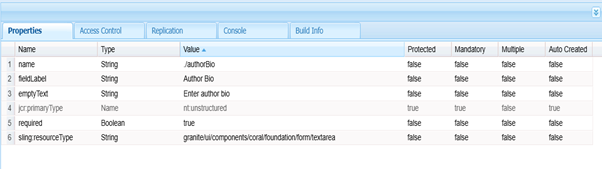 Properties Access Control Replication Console Build Info
Name Type Value Protected Mandatory Multiple Auto Created
1 name String ./authorBio false false false false
2 fieldLabel String Author Bio false false false false
3 emptyText String Enter author bio false false false false
4 jcr:primaryType Name nt:unstructured true true false true
5 required Boolean true false false false false
6 sling:resourceType String granite/ui/components/coral/foundation/form/textarea false false false false